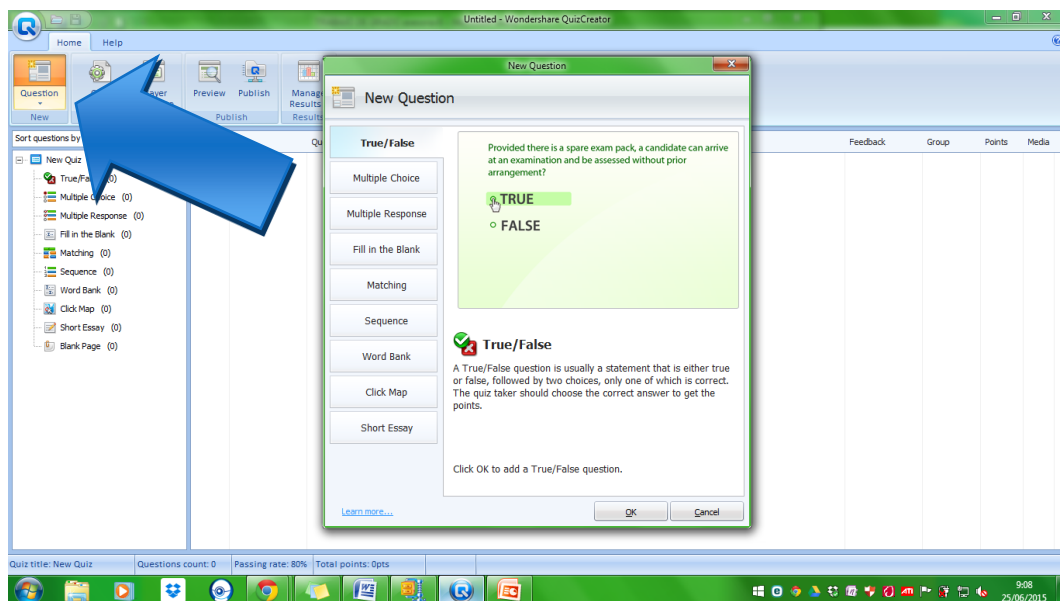 Untitled - Wondershare QuizCreator
Home Help
Question
Preview
Publish
New
Publish
Results
Sort questions by
Feedback
Group
Points
Media
New Quiz
(0)
Multiple Choice (0)
Multiple Response (0)
Fill in the Blank (0)
Matching (0)
Sequence (0)
Word Bank (0)
Click Map (0)
Short Essay (0)
Blank Page (0)
New Question
New Question
True/False
Multiple Choice
Multiple Response
Fill in the Blank
Matching
Sequence
Word Bank
Click Map
Short Essay
Provided there is a spare exam pack, a candidate can arrive
at an examination and be assessed without prior
arrangement?
TRUE
FALSE
True/False
A True/False question is usually a statement that is either true
or false, followed by two choices, only one of which is correct.
The quiz taker should choose the correct answer to get the
points.
Click OK to add a True/False question.
Learn more...
OK
Cancel
Quiz title: New Quiz
Questions count: 0
Passing rate: 80%
Total points: 0pts
9:08
25/06/2015